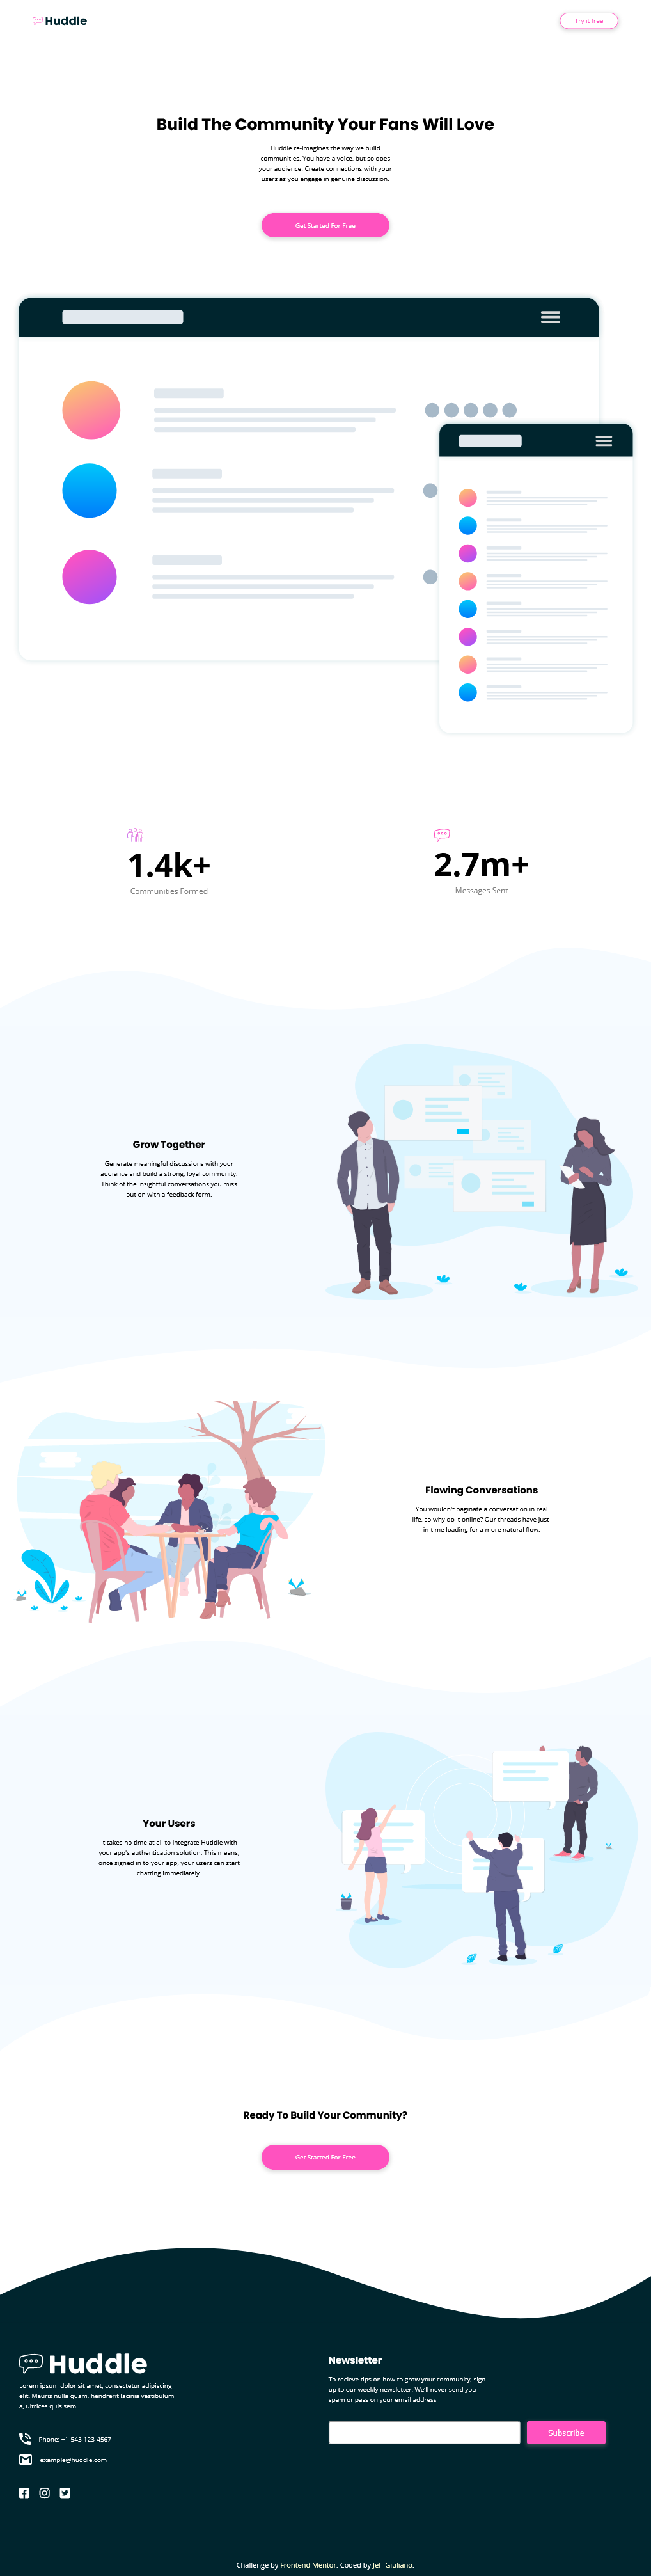 Huddle
Try it free
Build The Community Your Fans Will Love
Huddle re-imagines the way we build
communities. You have a voice, but so does
your audience. Create connections with your
users as you engage in genuine discussion.
Get Started For Free
1.4k+
Communities Formed
2.7m+
Messages Sent
Grow Together
Generate meaningful discussions with your
audience and build a strong, loyal community.
Think of the insightful conversations you miss
out on with a feedback form.
Flowing Conversations
You wouldn't paginate a conversation in real
life, so why do it online? Our threads have just-
in-time loading for a more natural flow.
Your Users
It takes no time at all to integrate Huddle with
your app's authentication solution. This means,
once signed in to your app, your users can start
chatting immediately.
Ready To Build Your Community?
Get Started For Free
Huddle
Lorem ipsum dolor sit amet, consectetur adipiscing
elit. Mauris nulla quam, hendrerit lacinia vestibulum
a, ultrices quis sem.
Phone: +1-543-123-4567
example@huddle.com
Newsletter
To recieve tips on how to grow your community, sign
up to our weekly newsletter. We'll never send you
spam or pass on your email address
Subscribe
Challenge by Frontend Mentor. Coded by Jeff Giuliano.